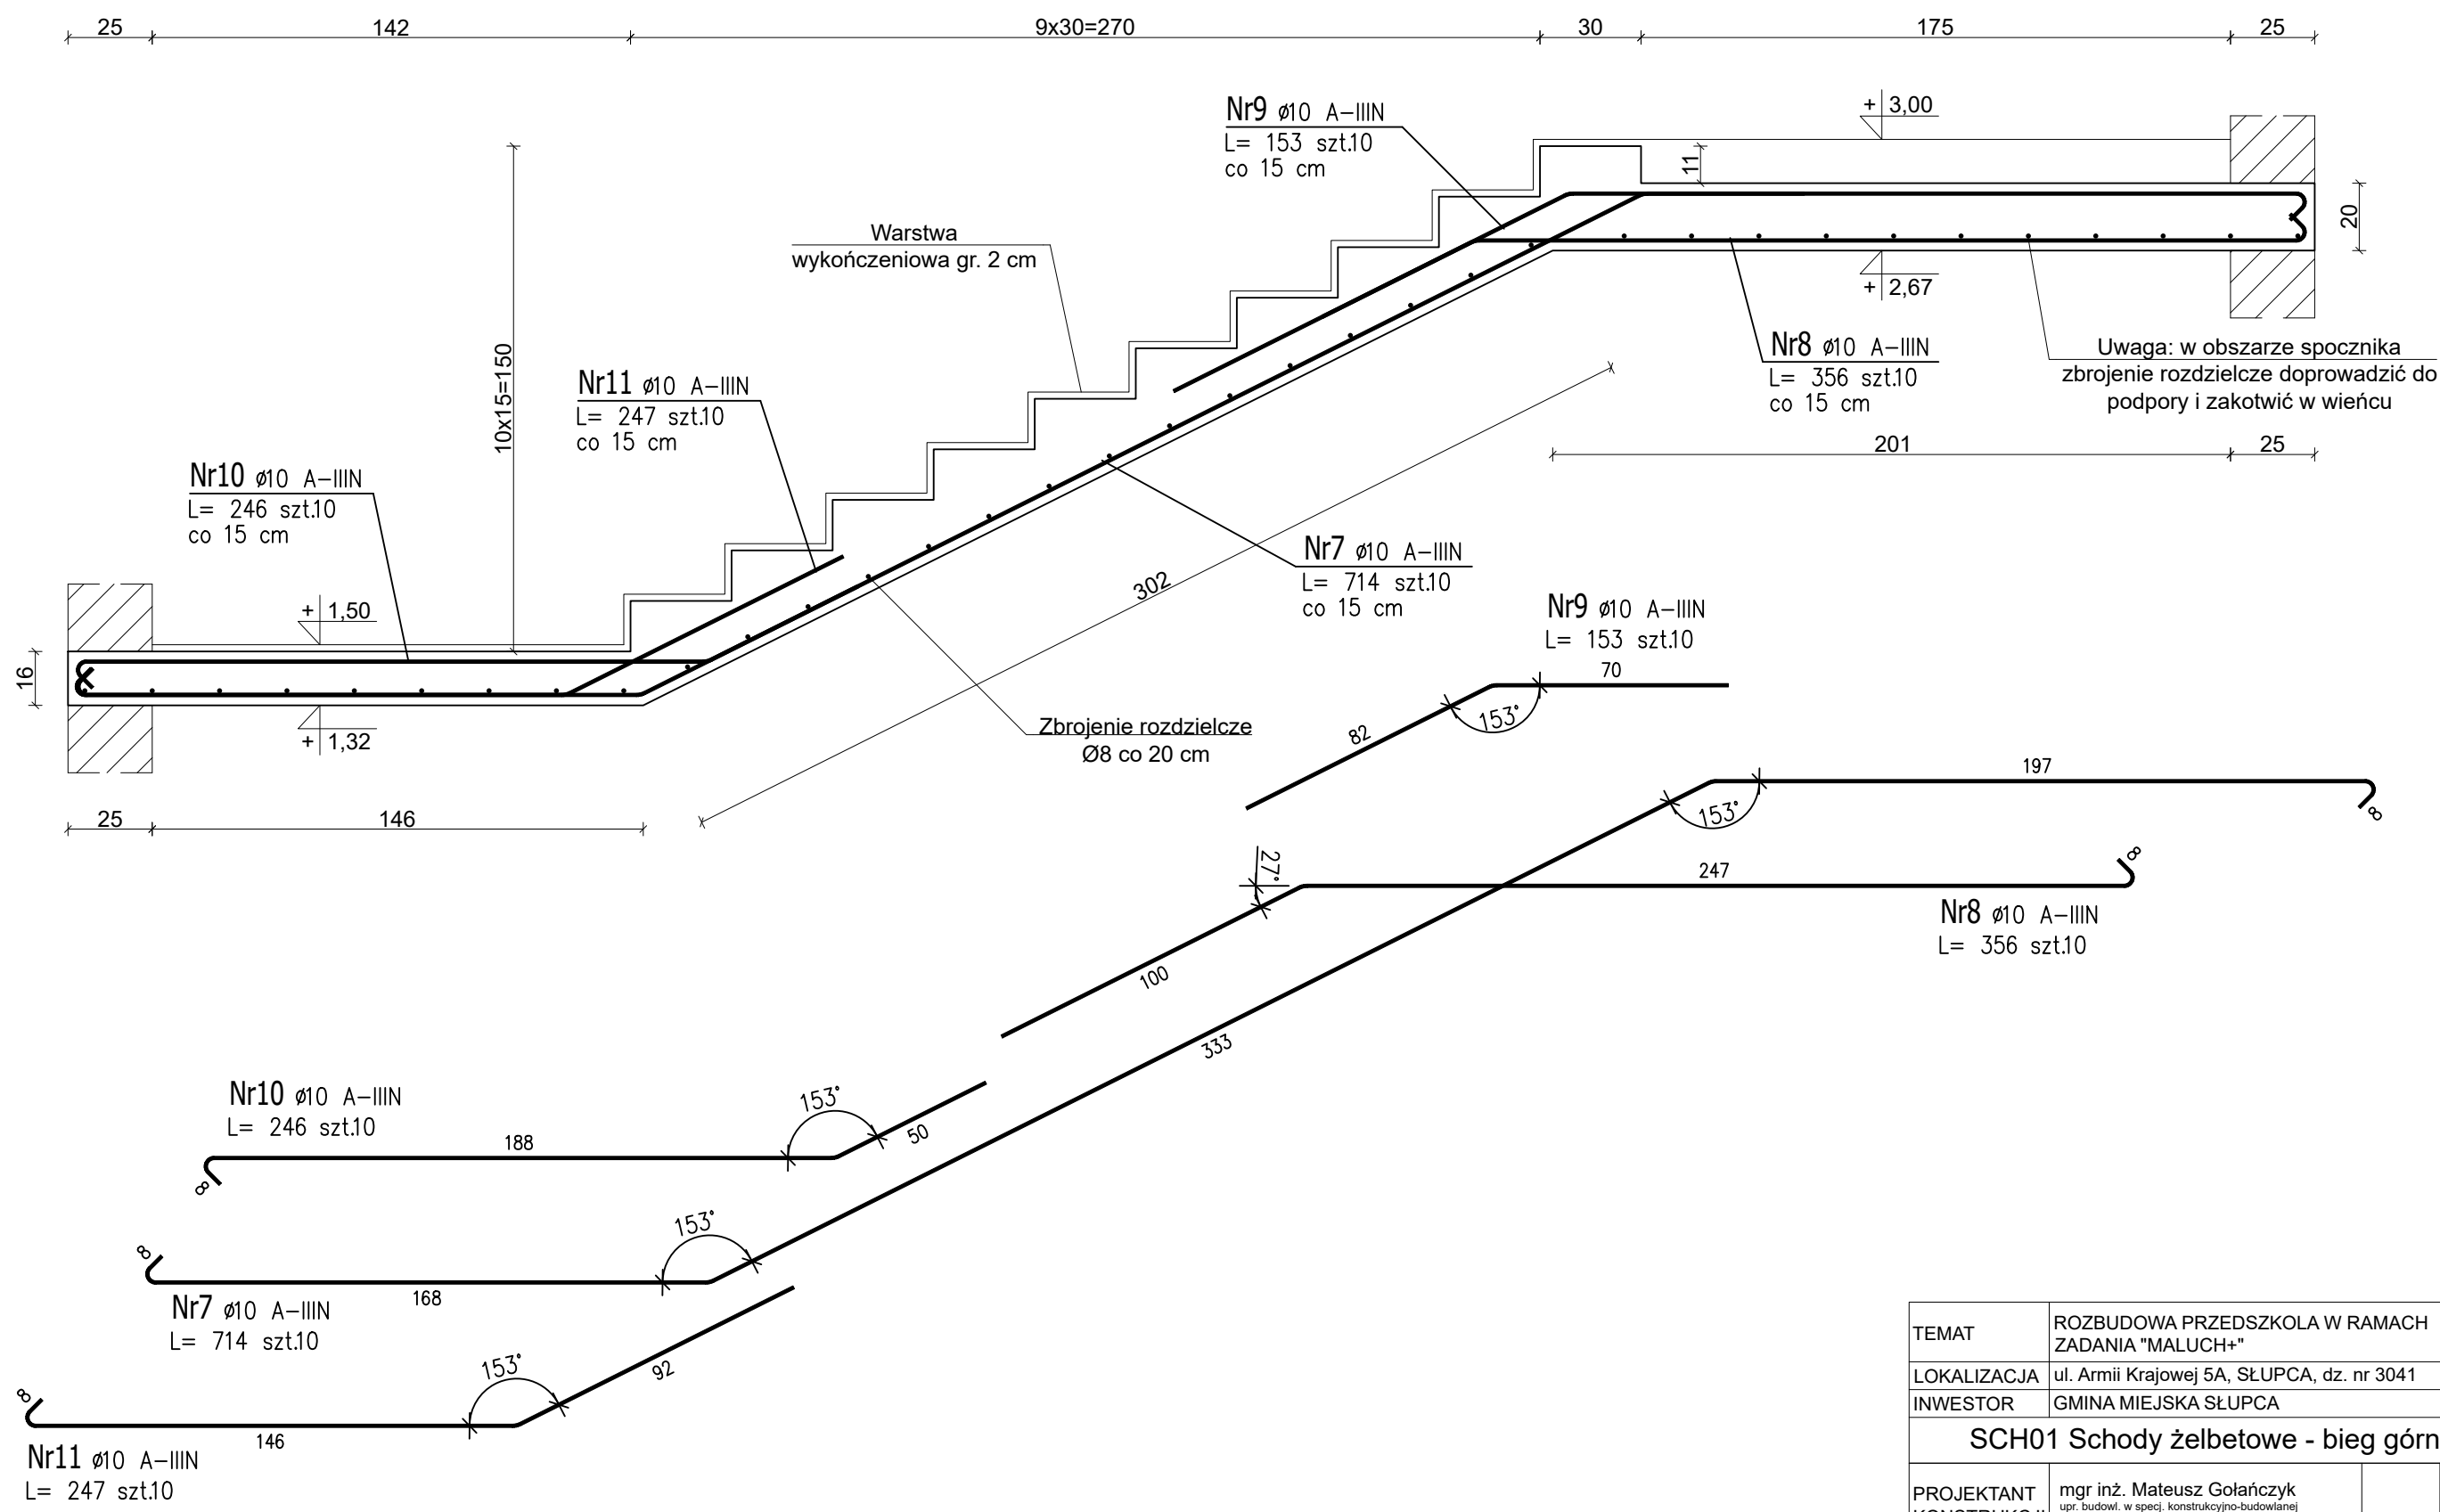 25
142
9x30=270
30
175
25
Nr9 ø10 A-IIIN
L= 153 szt.10
co 15 cm
+ 3,00
11
20
Warstwa
wykończeniowa gr. 2 cm
+ 2,67
10x15=150
Nr11 ø10 A-IIIN
L= 247 szt.10
co 15 cm
Nr8 ø10 A-IIIN
L= 356 szt.10
co 15 cm
Uwaga: w obszarze spocznika
zbrojenie rozdzielcze doprowadzić do
podpory i zakotwić w wieńcu
201
25
Nr10 ø10 A-IIIN
L= 246 szt.10
co 15 cm
Nr7 ø10 A-IIIN
L= 714 szt.10
co 15 cm
302
+ 1,50
16
+ 1,32
Zbrojenie rozdzielcze
Ø8 co 20 cm
25
146
Nr9 ø10 A-IIIN
L= 153 szt.10
70
153°
82
197
153°
8
27°
247
8
Nr8 ø10 A-IIIN
L= 356 szt.10
100
333
Nr10 ø10 A-IIIN
L= 246 szt.10
188
153°
50
8
8
153°
168
Nr7 ø10 A-IIIN
L= 714 szt.10
8
153°
92
146
Nr11 ø10 A-IIIN
L= 247 szt.10
TEMAT
ROZBUDOWA PRZEDSZKOLA W RAMACH
ZADANIA "MALUCH+"
LOKALIZACJA
ul. Armii Krajowej 5A, SŁUPCA, dz. nr 3041
INWESTOR
GMINA MIEJSKA SŁUPCA
SCH01 Schody żelbetowe - bieg górn
PROJEKTANT
mgr inż. Mateusz Gołańczyk
upr. budowl. w specj. konstrukcyjno-budowlanej